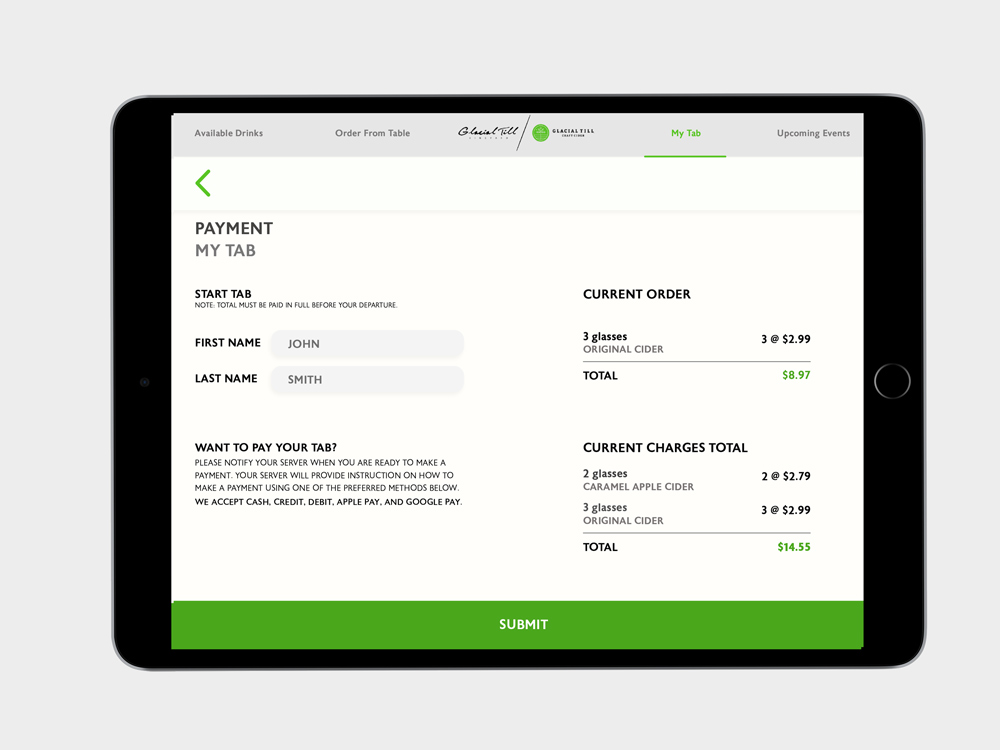 Available Drinks
Order From Table
Glacial Till
GLACIAL TILL
CRAFT CIDER
My Tab
Upcoming Events
PAYMENT
MY TAB
START TAB
NOTE: TOTAL MUST BE PAID IN FULL BEFORE YOUR DEPARTURE.
FIRST NAME JOHN
LAST NAME SMITH
WANT TO PAY YOUR TAB?
PLEASE NOTIFY YOUR SERVER WHEN YOU ARE READY TO MAKE A
PAYMENT. YOUR SERVER WILL PROVIDE INSTRUCTION ON HOW TO
MAKE A PAYMENT USING ONE OF THE PREFERRED METHODS BELOW.
WE ACCEPT CASH, CREDIT, DEBIT, APPLE PAY, AND GOOGLE PAY.
CURRENT ORDER
3 glasses
ORIGINAL CIDER
3 @ $2.99
TOTAL $8.97
CURRENT CHARGES TOTAL
2 glasses
CARAMEL APPLE CIDER
2 @ $2.79
3 glasses
ORIGINAL CIDER
3 @ $2.99
TOTAL $14.55
SUBMIT